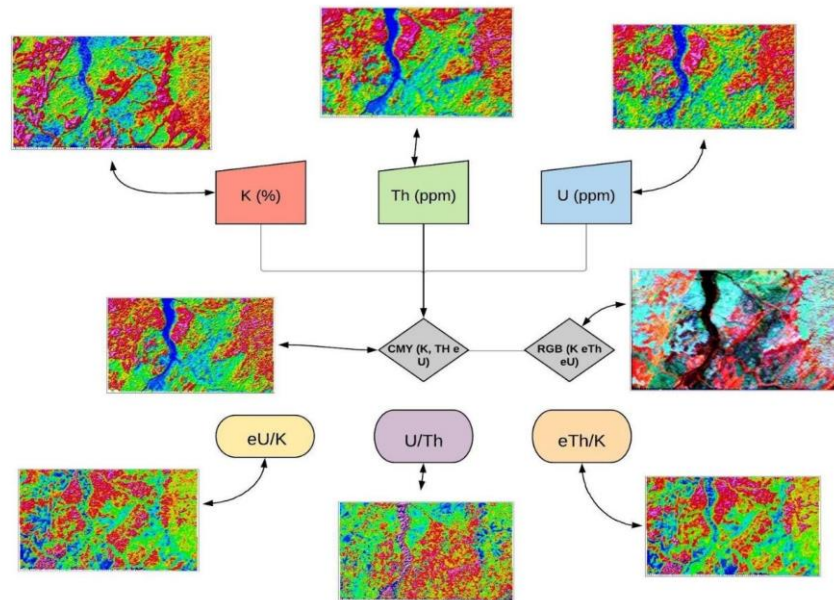 K (%)
Th (ppm)
U (ppm)
CMY (K, TH e
U)
RGB (K eTh
eU)
eU/K
U/Th
eTh/K